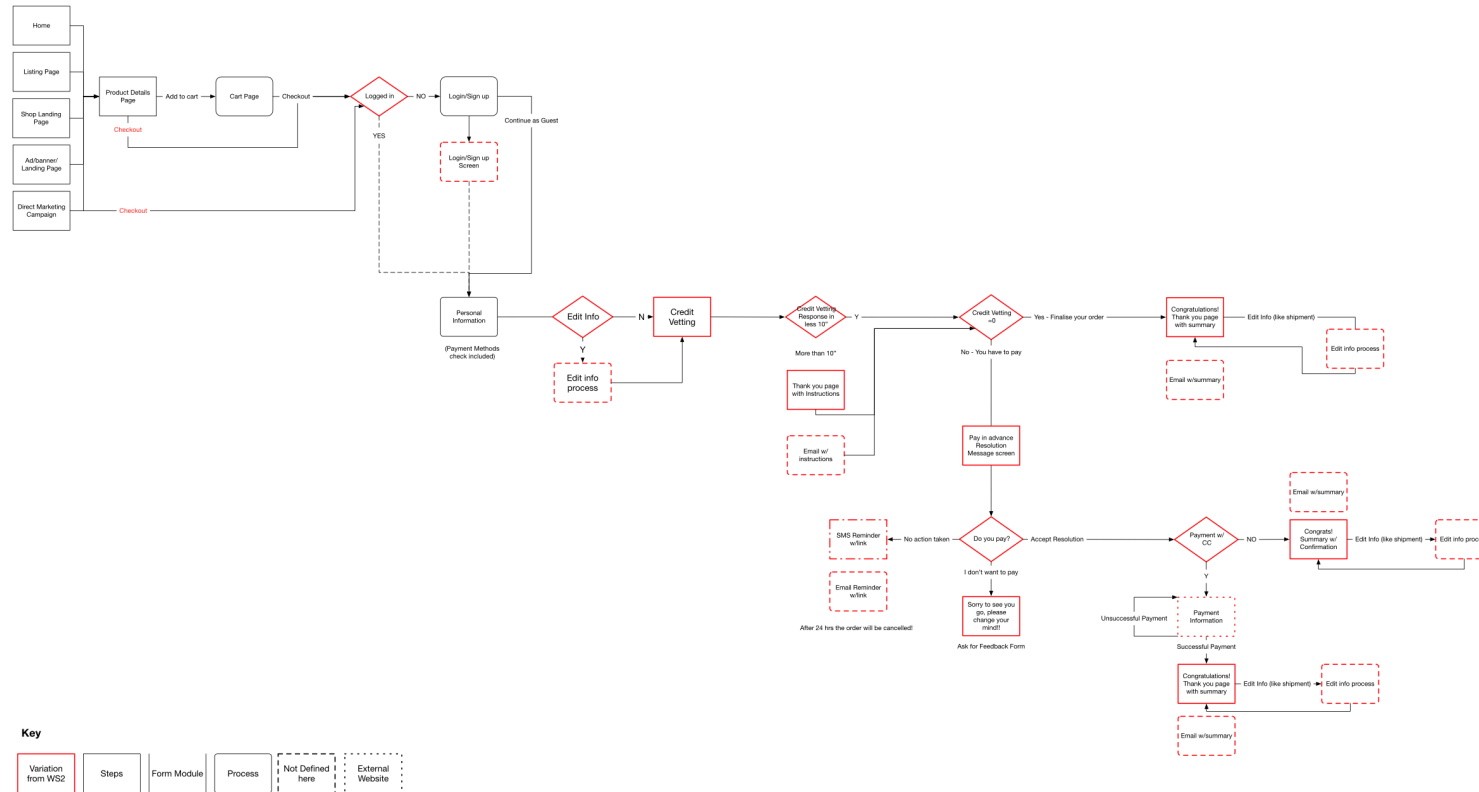 Home
Listing Page
Shop Landing
Page
Ad/banner/
Landing Page
Direct Marketing
Campaign
Product Details
Page
Add to cart
Cart Page
Checkout
Checkout
Checkout
Logged in
NO
YES
Login/Sign up
Continue as Guest
Login/Sign up
Screen
Personal
Information
(Payment Methods
check included)
Edit Info
N
Y
Edit info
process
Credit
Vetting
Credit Vetting
Response in
less 10"
Y
More than 10"
Thank you page
with Instructions
Email w/
instructions
Credit Vetting
=0
Yes - Finalise your order
No - You have to pay
Congratulations!
Thank you page
with summary
Edit Info (like shipment)
Edit info process
Email w/summary
Pay in advance
Resolution
Message screen
Do you pay?
No action taken
SMS Reminder
w/link
Email Reminder
w/link
After 24 hrs the order will be cancelled!
I don't want to pay
Sorry to see you
go, please
change your
mind!!
Ask for Feedback Form
Accept Resolution
Payment w/
CC
NO
Y
Email w/summary
Congrats!
Summary w/
Confirmation
Edit Info (like shipment)
Edit info proc
Payment
Information
Unsuccessful Payment
Successful Payment
Congratulations!
Thank you page
with summary
Edit Info (like shipment)
Edit info process
Email w/summary
Key
Variation
from WS2
Steps
Form Module
Process
Not Defined
here
External
Website